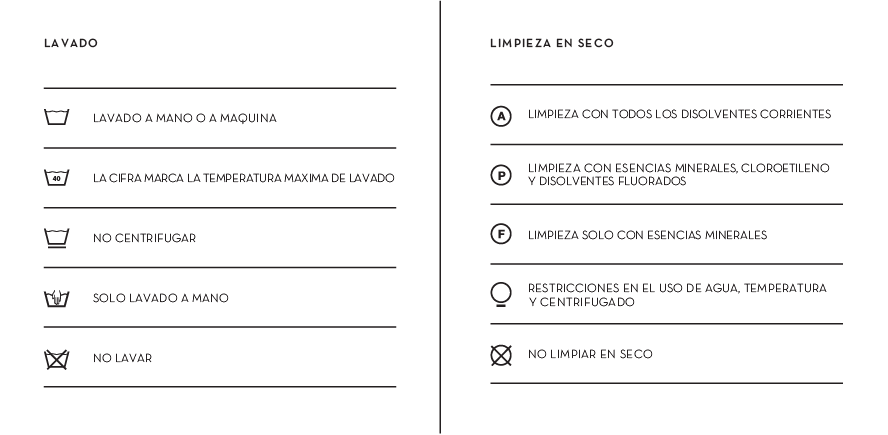 LAVADO
LAVADO A MANO O A MAQUINA
40
LA CIFRA MARCA LA TEMPERATURA MAXIMA DE LAVADO
NO CENTRIFUGAR
SOLO LAVADO A MANO
NO LAVAR
LIMPIEZA EN SECO
A
LIMPIEZA CON TODOS LOS DISOLVENTES CORRIENTES
P
LIMPIEZA CON ESENCIAS MINERALES, CLOROETILENO
Y DISOLVENTES FLUORADOS
F
LIMPIEZA SOLO CON ESENCIAS MINERALES
RESTRICCIONES EN EL USO DE AGUA, TEMPERATURA
Y CENTRIFUGADO
NO LIMPIAR EN SECO